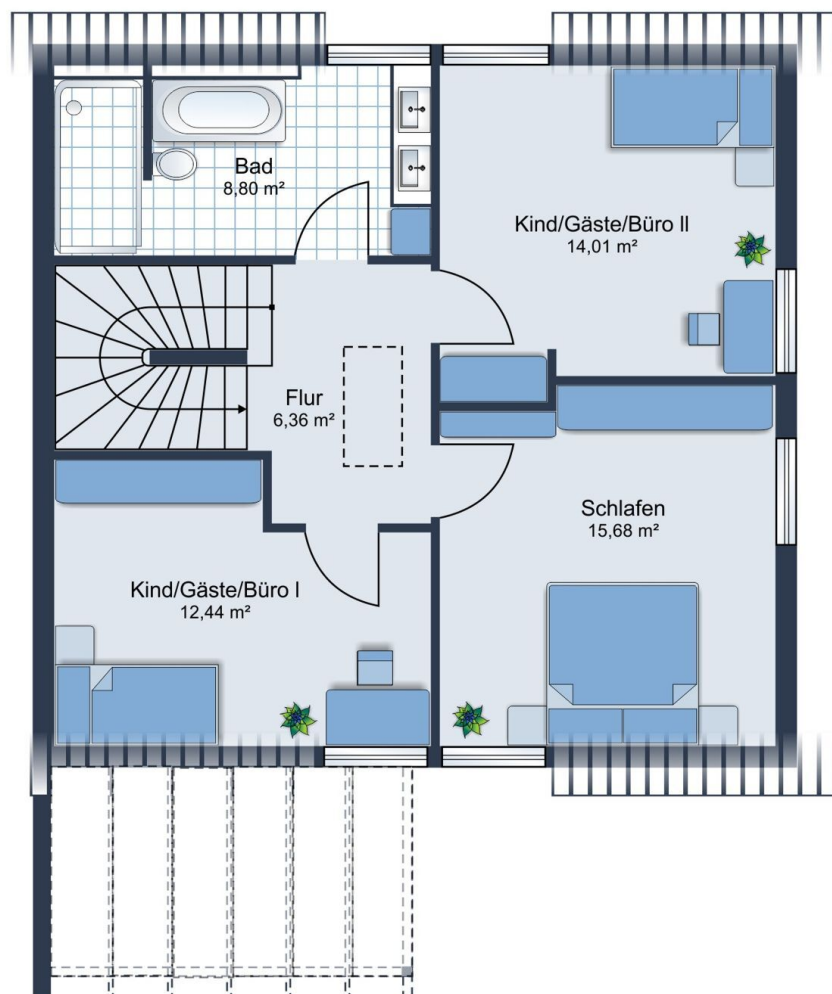 Bad
8,80 m²
Kind/Gäste/Büro II
14,01 m²
Flur
6,36 m²
Schlafen
15,68 m²
Kind/Gäste/Büro I
12,44 m²